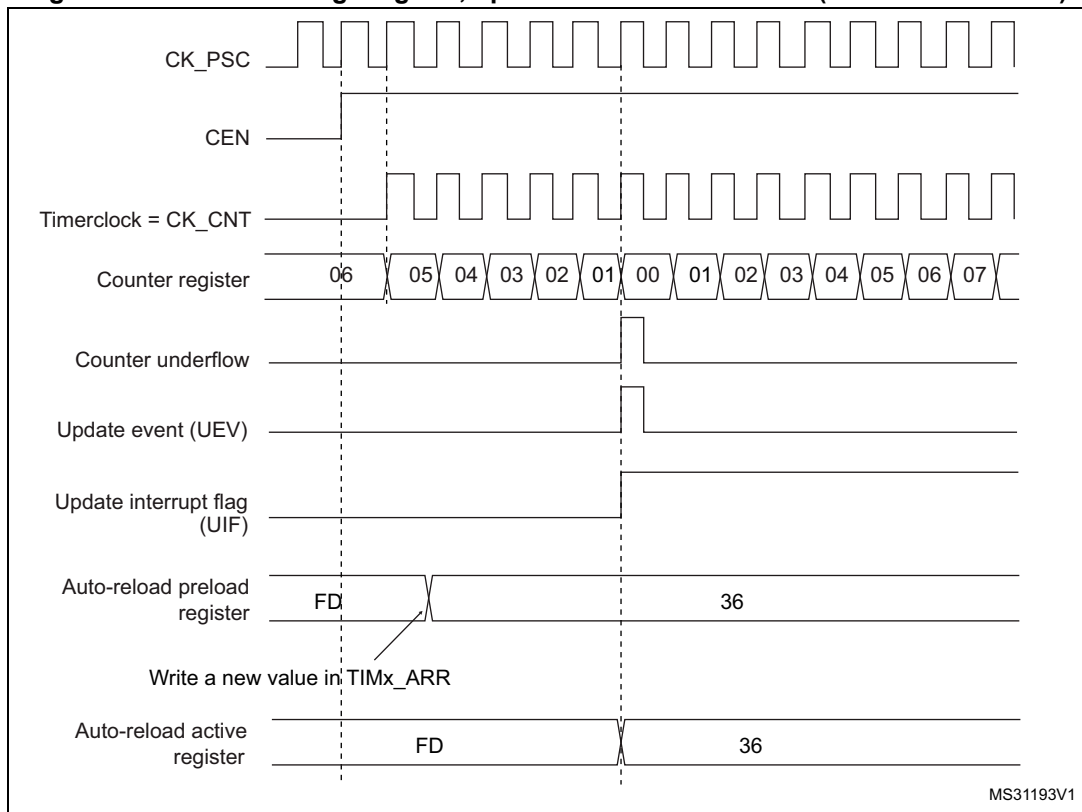 CK_PSC
CEN
Timerclock = CK_CNT
Counter register 06 05 04 03 02 01 00 01 02 03 04 05 06 07
Counter underflow
Update event (UEV)
Update interrupt flag
(UIF)
Auto-reload preload
register
FD 36
Write a new value in TIMx_ARR
Auto-reload active
register
FD 36
MS31193V1